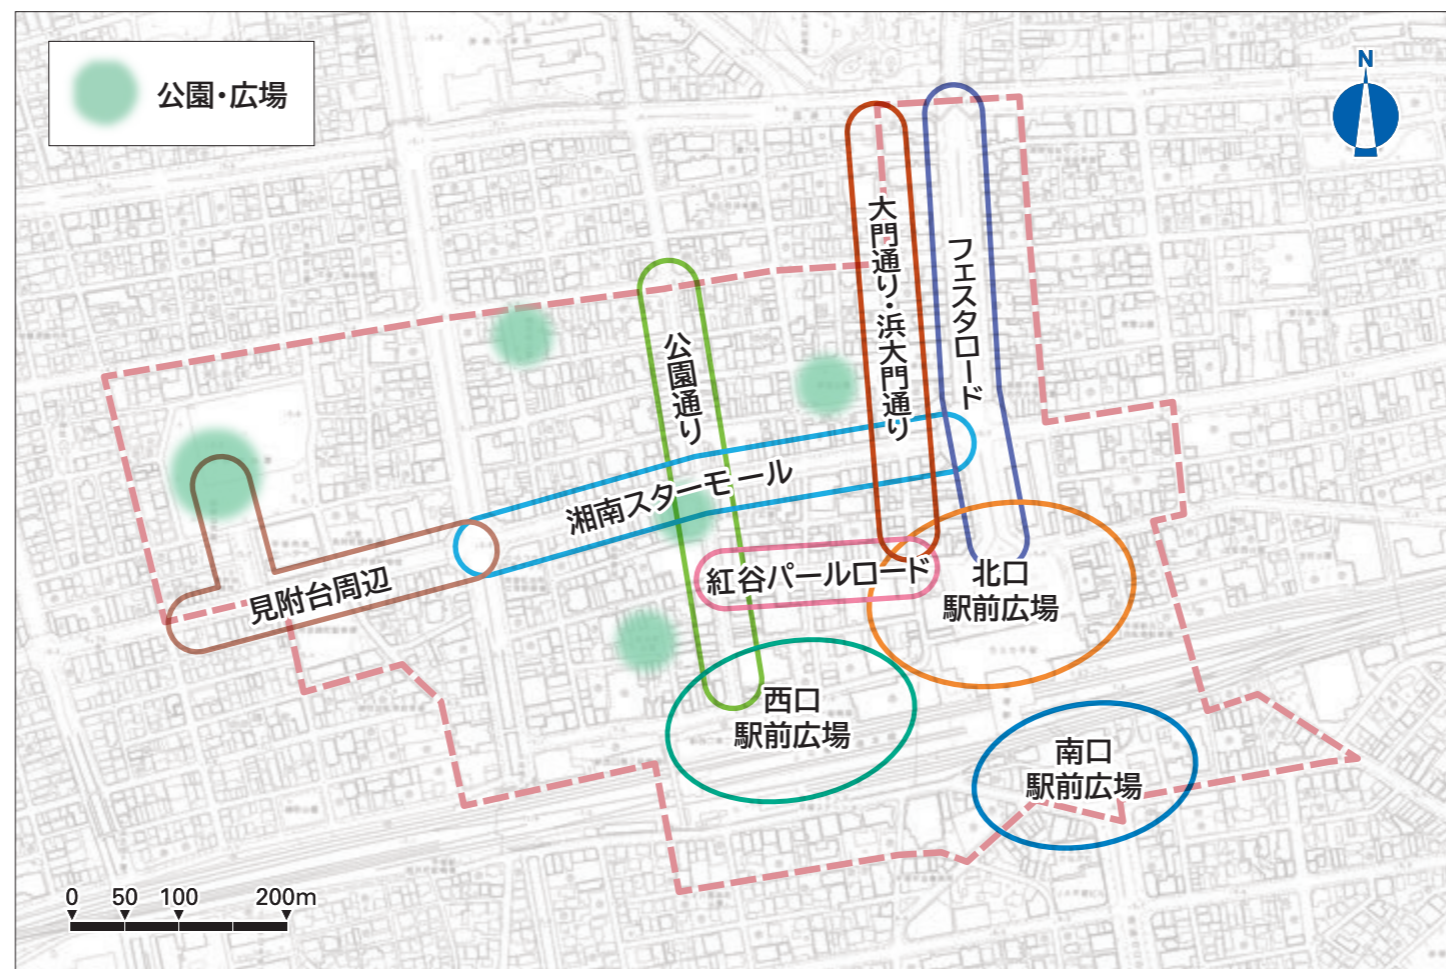 公園・広場
N
大門通り・浜大門通り
フェスタロード
公園通り
湘南スターモール
紅谷パールロード
見附台周辺
北口
駅前広場
西口
駅前広場
南口
駅前広場
0 50 100 200m